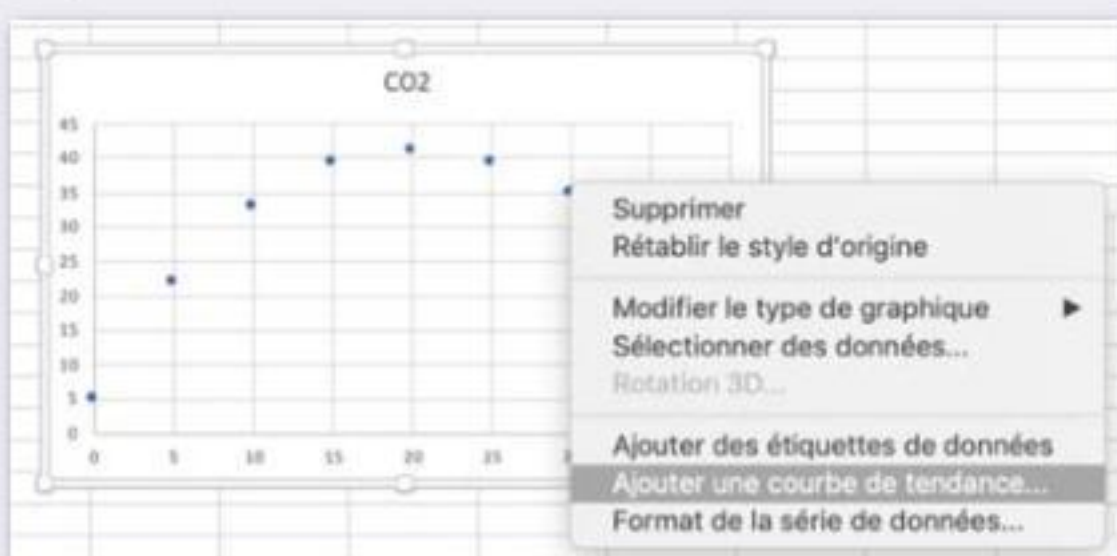 CO2
45
40
35
30
25
20
15
10
5
0
0 5 10 15 20 25
Supprimer
Rétablir le style d'origine
Modifier le type de graphique
Sélectionner des données...
Rotation 3D...
Ajouter des étiquettes de données
Ajouter une courbe de tendance...
Format de la série de données...